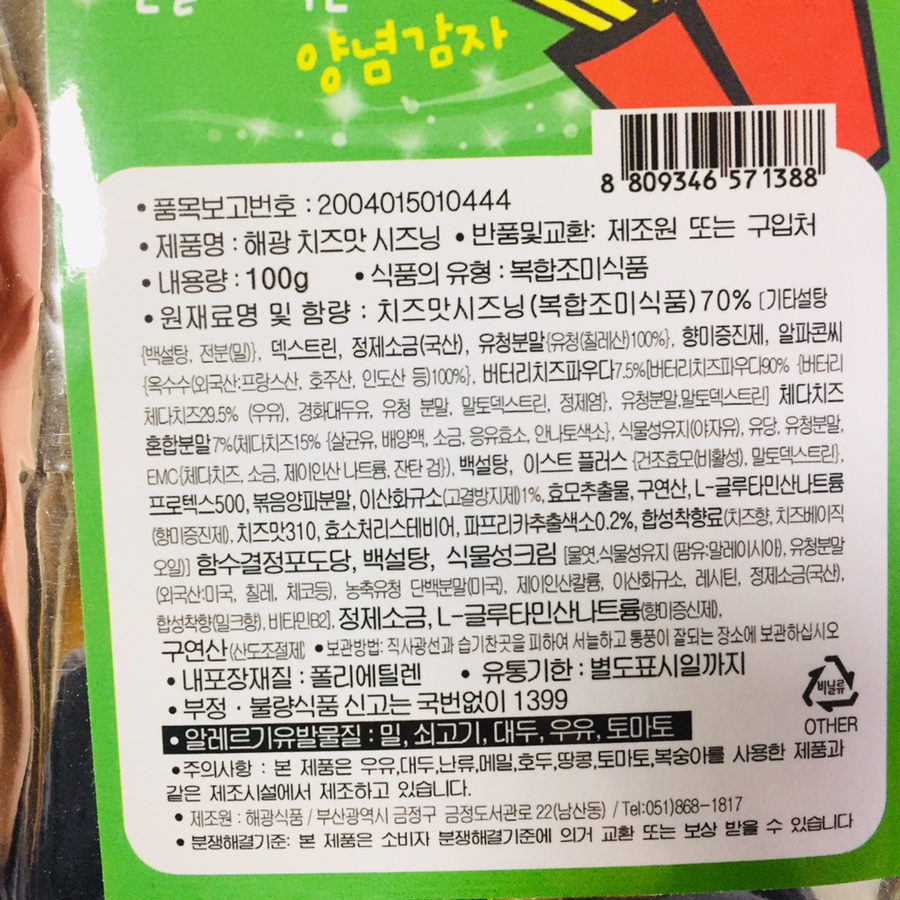 양념감자
8 809346 571388
• 품목보고번호 : 2004015010444
• 제품명 : 해광 치즈맛 시즈닝 • 반품및교환: 제조원 또는 구입처
• 내용량 : 100g • 식품의 유형 : 복합조미식품
• 원재료명 및 함량 : 치즈맛시즈닝(복합조미식품)70% [기타설탕
{백설탕, 전분(밀)}, 덱스트린, 정제소금(국산), 유청분말{유청(칠레산)100%}, 향미증진제, 알파콘씨
{옥수수(외국산:프랑스산, 호주산, 인도산 등)100%}, 버터리치즈파우다7.5%[버터리치즈파우다90% {버터리
체다치즈29.5% (우유), 경화대두유, 유청 분말, 말토덱스트린, 정제염}, 유청분말,말토덱스트린] 체다치즈
혼합분말7%(체다치즈15% {살균유, 배양액, 소금, 응유효소, 안나토색소}, 식물성유지(야자유), 유당, 유청분말,
EMC{체다치즈, 소금, 제이인산 나트륨, 잔탄 검}), 백설탕, 이스트 플러스 {건조효모(비활성), 말토덱스트린},
프로텍스500, 볶음양파분말, 이산화규소(고결방지제)1%, 효모추출물, 구연산, L-글루타민산나트륨
(향미증진제), 치즈맛310, 효소처리스테비어, 파프리카추출색소0.2%, 합성착향료(치즈향, 치즈베이직
오일)] 함수결정포도당, 백설탕, 식물성크림 [물엿,식물성유지 (팜유:말레이시아), 유청분말
(외국산:미국, 칠레, 체코등), 농축유청 단백분말(미국), 제이인산칼륨, 이산화규소, 레시틴, 정제소금(국산),
합성착향(밀크향), 비타민B2], 정제소금, L-글루타민산나트륨(향미증신제),
구연산(산도조절제) • 보관방법: 직사광선과 습기찬곳을 피하여 서늘하고 통풍이 잘되는 장소에 보관하십시오
• 내포장재질 : 폴리에틸렌 • 유통기한 : 별도표시일까지
• 부정 · 불량식품 신고는 국번없이 1399
비닐류
OTHER
• 알레르기유발물질 : 밀, 쇠고기, 대두, 우유, 토마토
• 주의사항 : 본 제품은 우유,대두,난류,메밀,호두,땅콩,토마토,복숭아를 사용한 제품과
같은 제조시설에서 제조하고 있습니다.
• 제조원 : 해광식품 / 부산광역시 금정구 금정도서관로 22(남산동) / Tel:051)868-1817
• 분쟁해결기준: 본 제품은 소비자 분쟁해결기준에 의거 교환 또는 보상 받을 수 있습니다